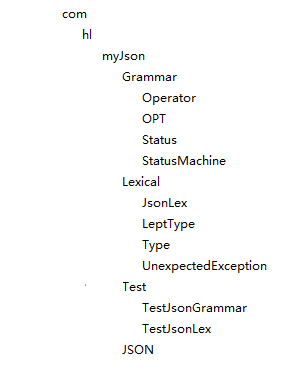 com
hl
myJson
Grammar
Operator
OPT
Status
StatusMachine
Lexical
JsonLex
LeptType
Type
UnexpectedException
Test
TestJsonGrammar
TestJsonLex
JSON